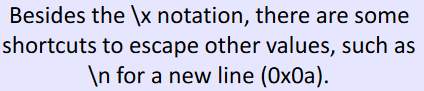 Besides the \x notation, there are some
shortcuts to escape other values, such as
\n for a new line (0x0a).